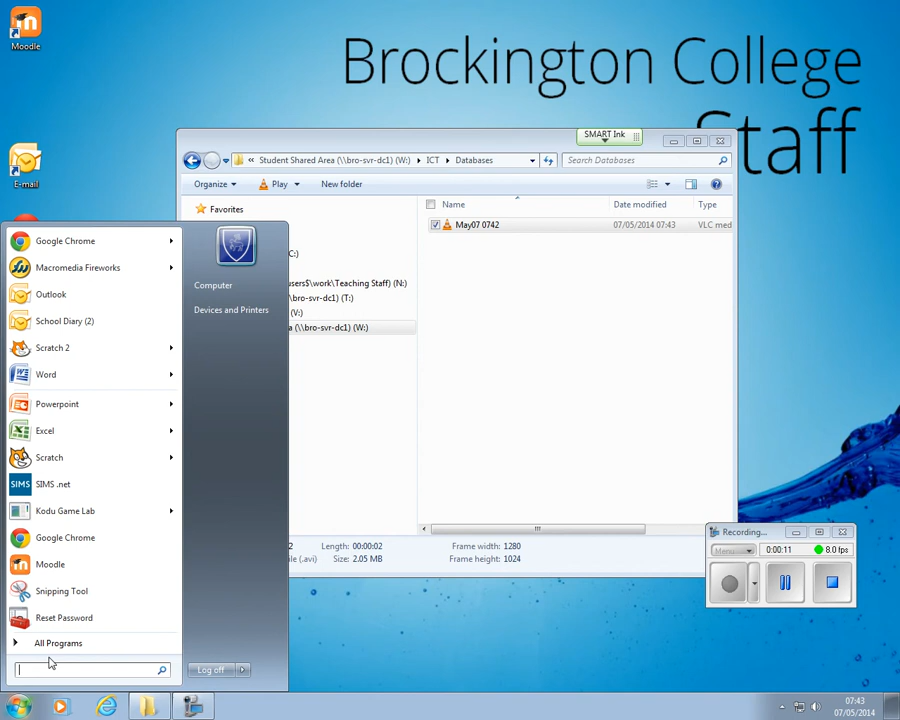 Moodle
Brockington College
Staff
E-mail
SMART Ink
« Student Shared Area (\\bro-svr-dc1) (W:) ▸ ICT ▸ Databases
Search Databases
Organize
Play
New folder
Favorites
Name
Date modified
Type
May07 0742
07/05/2014 07:43
VLC med
C:)
users$\work\Teaching Staff) (N:)
\bro-svr-dc1) (T:)
(V:)
a (\\bro-svr-dc1) (W:)
2
Length: 00:00:02
Frame width: 1280
le (.avi)
Size: 2.05 MB
Frame height: 1024
Google Chrome
Macromedia Fireworks
Outlook
School Diary (2)
Scratch 2
Word
Powerpoint
Excel
Scratch
SIMS .net
Kodu Game Lab
Google Chrome
Moodle
Snipping Tool
Reset Password
All Programs
Computer
Devices and Printers
Log off
Recording...
Menu
0:00:11
8.0 fps
07:43
07/05/2014